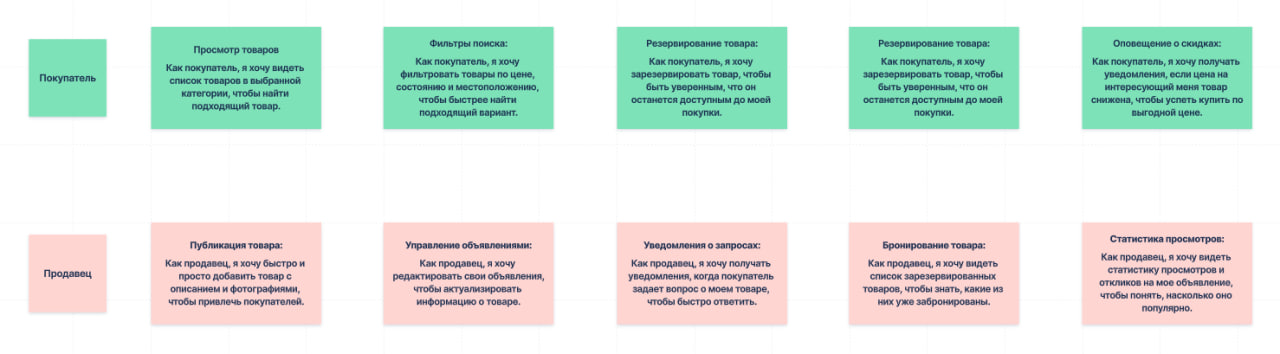 Покупатель
Просмотр товаров
Как покупатель, я хочу видеть
список товаров в выбранной
категории, чтобы найти
подходящий товар.
Фильтры поиска:
Как покупатель, я хочу
фильтровать товары по цене,
состоянию и местоположению,
чтобы быстрее найти
подходящий вариант.
Резервирование товара:
Как покупатель, я хочу
зарезервировать товар, чтобы
быть уверенным, что он
останется доступным до моей
покупки.
Резервирование товара:
Как покупатель, я хочу
зарезервировать товар, чтобы
быть уверенным, что он
останется доступным до моей
покупки.
Оповещение о скидках:
Как покупатель, я хочу получать
уведомления, если цена на
интересующий меня товар
снижена, чтобы успеть купить по
выгодной цене.
Продавец
Публикация товара:
Как продавец, я хочу быстро и
просто добавить товар с
описанием и фотографиями,
чтобы привлечь покупателей.
Управление объявлениями:
Как продавец, я хочу
редактировать свои объявления,
чтобы актуализировать
информацию о товаре.
Уведомления о запросах:
Как продавец, я хочу получать
уведомления, когда покупатель
задает вопрос о моем товаре,
чтобы быстро ответить.
Бронирование товара:
Как продавец, я хочу видеть
список зарезервированных
товаров, чтобы знать, какие из
них уже забронированы.
Статистика просмотров:
Как продавец, я хочу видеть
статистику просмотров и
откликов на мое объявление,
чтобы понять, насколько оно
популярно.